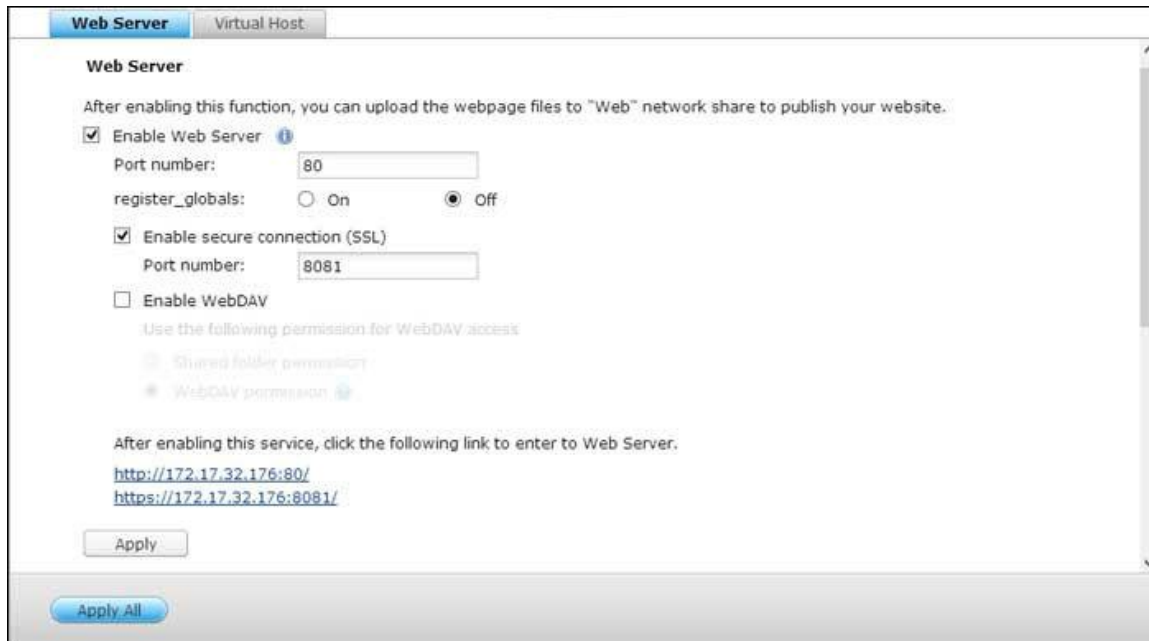 Web Server Virtual Host
Web Server
After enabling this function, you can upload the webpage files to "Web" network share to publish your website.
Enable Web Server
Port number: 80
register_globals: On Off
Enable secure connection (SSL)
Port number: 8081
Enable WebDAV
Use the following permission for WebDAV access
Shared folder permission
WebDAV permission
After enabling this service, click the following link to enter to Web Server.
http://172.17.32.176:80/
https://172.17.32.176:8081/
Apply
Apply All